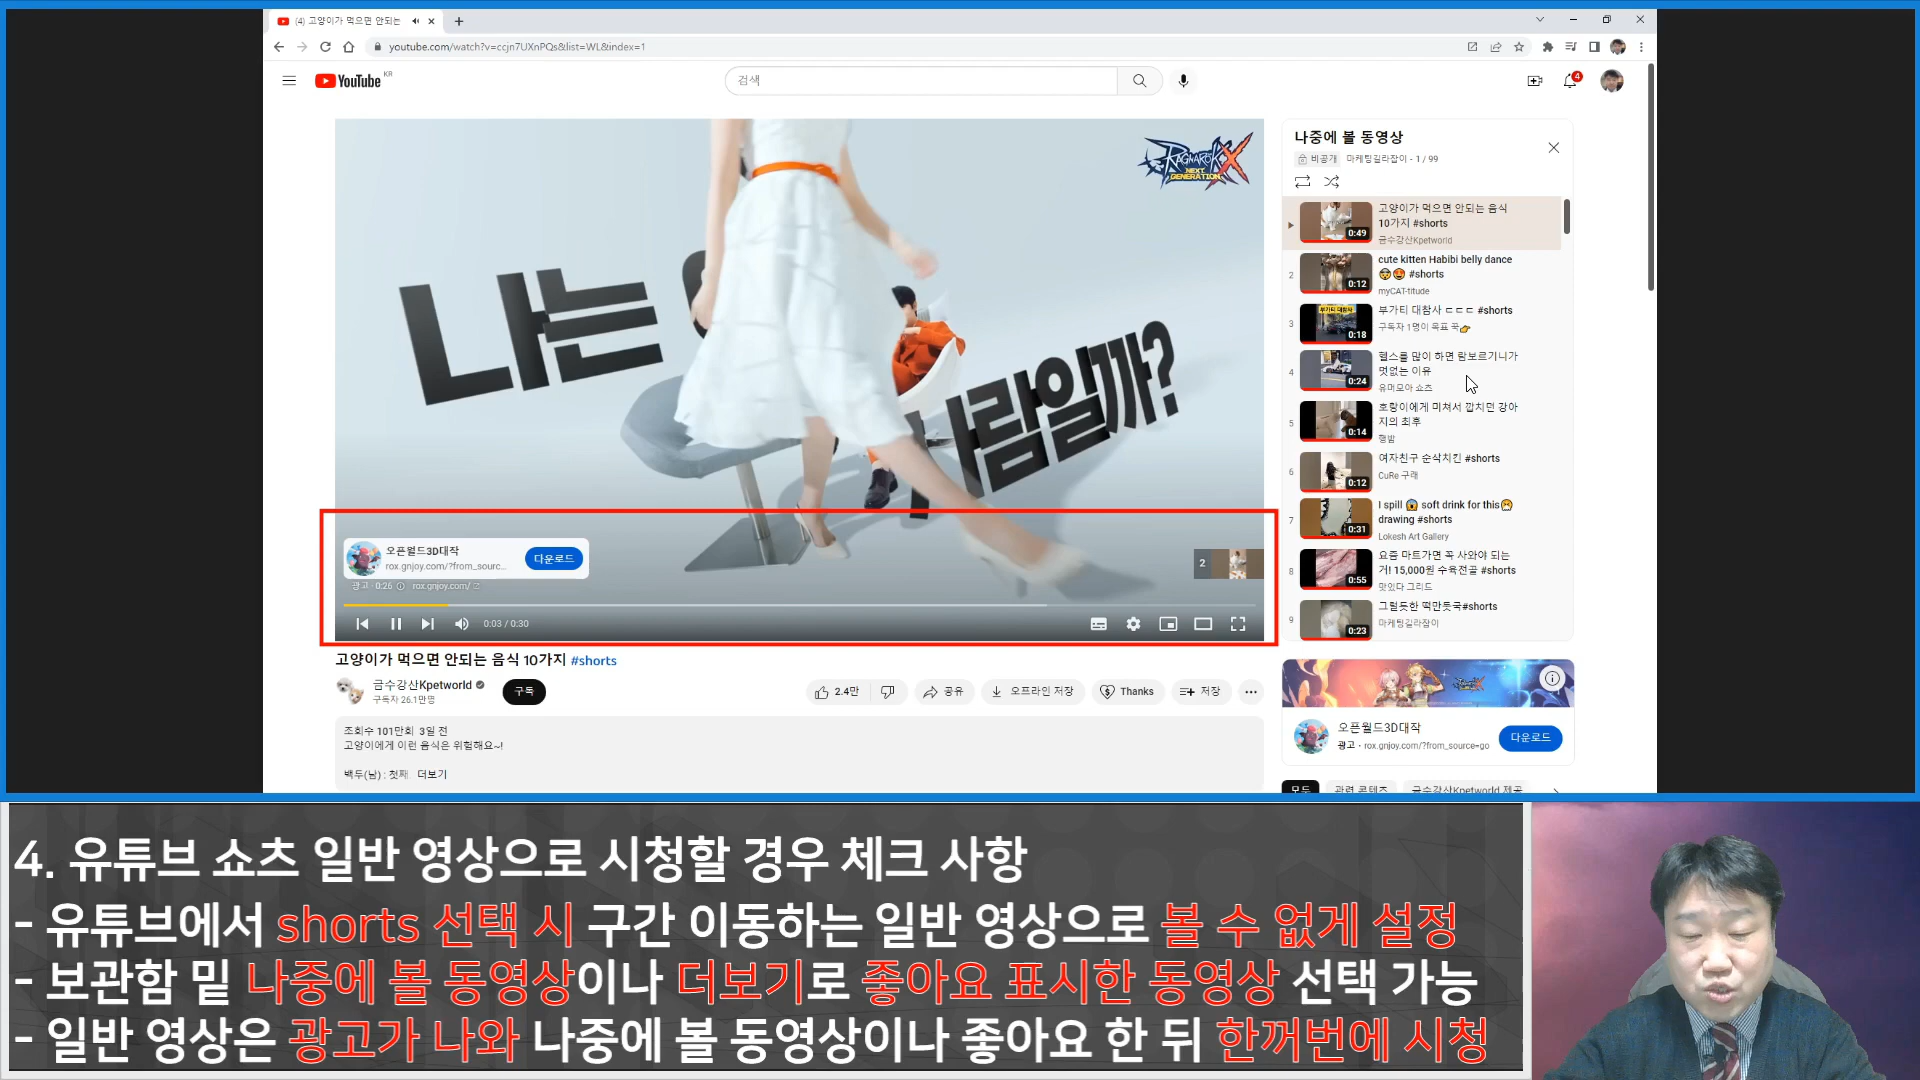 (4) 고양이가 먹으면 안되는
youtube.com/watch?v=ccjn7UXnPQs&list=WL&index=1
YouTube KR
검색
4
RAGNAROK X
NEXT GENERATION
나는
사람일까?
오픈월드3D대작
rox.gnjoy.com/?from_sourc...
다운로드
광고 · 0:26 rox.gnjoy.com/
2
0:03 / 0:30
고양이가 먹으면 안되는 음식 10가지 #shorts
금수강산Kpetworld
구독자 26.1만명
구독
2.4만
공유
오프라인 저장
Thanks
저장
조회수 101만회 3일 전
고양이에게 이런 음식은 위험해요~!
백두(남) : 첫째. 더보기
나중에 볼 동영상
비공개 마케팅길라잡이 - 1 / 99
고양이가 먹으면 안되는 음식
10가지 #shorts
금수강산Kpetworld
0:49
2
cute kitten Habibi belly dance
#shorts
myCAT-titude
0:12
3
부가티 대참사
부가티 대참사 ㄷㄷㄷ #shorts
구독자 1명이 목표 꾹👉
0:18
4
헬스를 많이 하면 람보르기니가
멋없는 이유
유머모아 쇼츠
0:24
5
호랑이에게 미쳐서 깝치던 강아
지의 최후
0:14
6
여자친구 순삭치킨 #shorts
CuRe 구래
0:12
7
I spill 😱 soft drink for this
drawing #shorts
Lokesh Art Gallery
0:31
8
요즘 마트가면 꼭 사와야 되는
거! 15,000원 수육전골 #shorts
맛있다 그리드
0:55
9
그럴듯한 떡만둣국#shorts
마케팅길라잡이
0:23
오픈월드3D대작
광고 · rox.gnjoy.com/?from_source=go
다운로드
모두 관련 콘텐츠 금수강산Kpetworld 제공
4. 유튜브 쇼츠 일반 영상으로 시청할 경우 체크 사항
- 유튜브에서 shorts 선택 시 구간 이동하는 일반 영상으로 볼 수 없게 설정
- 보관함 밑 나중에 볼 동영상이나 더보기로 좋아요 표시한 동영상 선택 가능
- 일반 영상은 광고가 나와 나중에 볼 동영상이나 좋아요 한 뒤 한꺼번에 시청